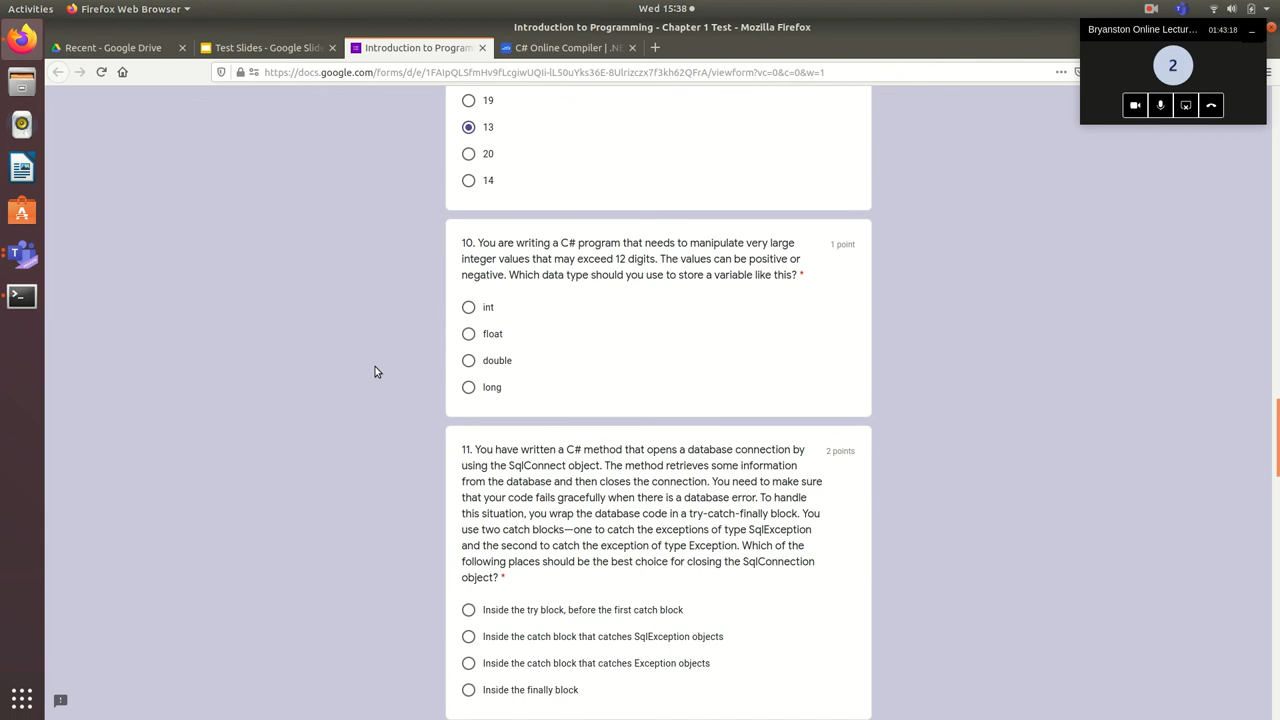 Activities
Firefox Web Browser
Wed 15:38
Introduction to Programming - Chapter 1 Test - Mozilla Firefox
Recent - Google Drive
Test Slides - Google Slide
Introduction to Program
C# Online Compiler | .NE
https://docs.google.com/forms/d/e/
/viewform?vc=0&c=0&w=1
Bryanston Online Lectur...
01:43:18
2
19
13
20
14
10. You are writing a C# program that needs to manipulate very large
1 point
integer values that may exceed 12 digits. The values can be positive or
negative. Which data type should you use to store a variable like this? *
int
float
double
long
11. You have written a C# method that opens a database connection by
2 points
using the SqlConnect object. The method retrieves some information
from the database and then closes the connection. You need to make sure
that your code fails gracefully when there is a database error. To handle
this situation, you wrap the database code in a try-catch-finally block. You
use two catch blocks—one to catch the exceptions of type SqlException
and the second to catch the exception of type Exception. Which of the
following places should be the best choice for closing the SqlConnection
object? *
Inside the try block, before the first catch block
Inside the catch block that catches SqlException objects
Inside the catch block that catches Exception objects
Inside the finally block